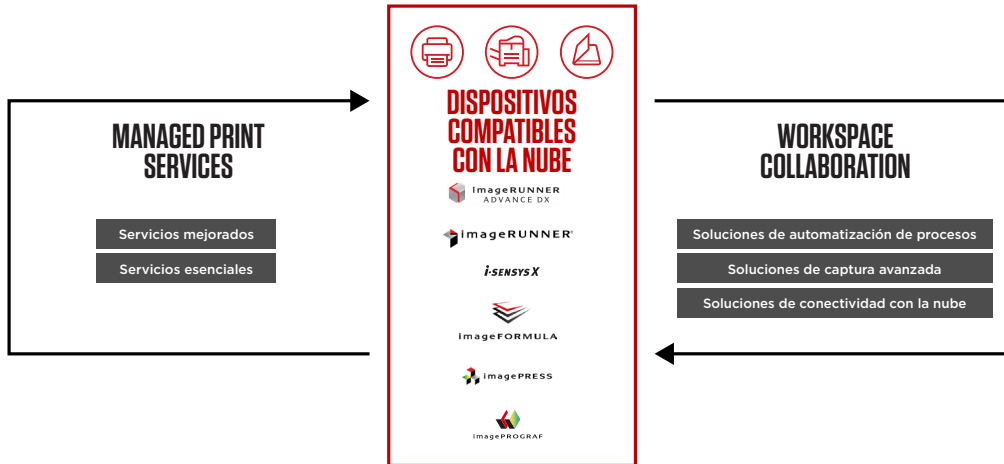 MANAGED PRINT
SERVICES
Servicios mejorados
Servicios esenciales
DISPOSITIVOS
COMPATIBLES
CON LA NUBE
imageRUNNER
ADVANCE DX
imageRUNNER®
i-SENSYS X
imageFORMULA
imagePRESS
imagePROGRAF
WORKSPACE
COLLABORATION
Soluciones de automatización de procesos
Soluciones de captura avanzada
Soluciones de conectividad con la nube